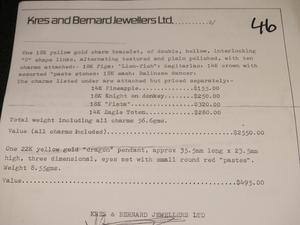 Kres and Bernard Jewellers Ltd.
46
One 18K yellow gold charm bracelet, of double, hollow, interlocking
"S" shape links, alternating textured and plain polished, with ten
charms attached:- 18K Pigs: "Lion-fish": Sagittarius: 14K crown with
assorted "paste stones: 18K mask: Balinese dancer:
The charms listed under are attached but priced separately:-
14K Pineapple.........$155.00
18K Knight on donkey..$250.00
18K "Pieta"...........$320.00
14K Eagle Totem.......$280.00
Total weight including all charms 36.6gms.
Value (all charms included)..............$2550.00
One 22K yellow gold "dragon" pendant, approx 35.5mm long x 23.5mm
high, three dimensional, eyes set with small round red "pastes".
Weight 8.55gms.
Value....................................$495.00
KRES & BERNARD JEWELLERS LTD